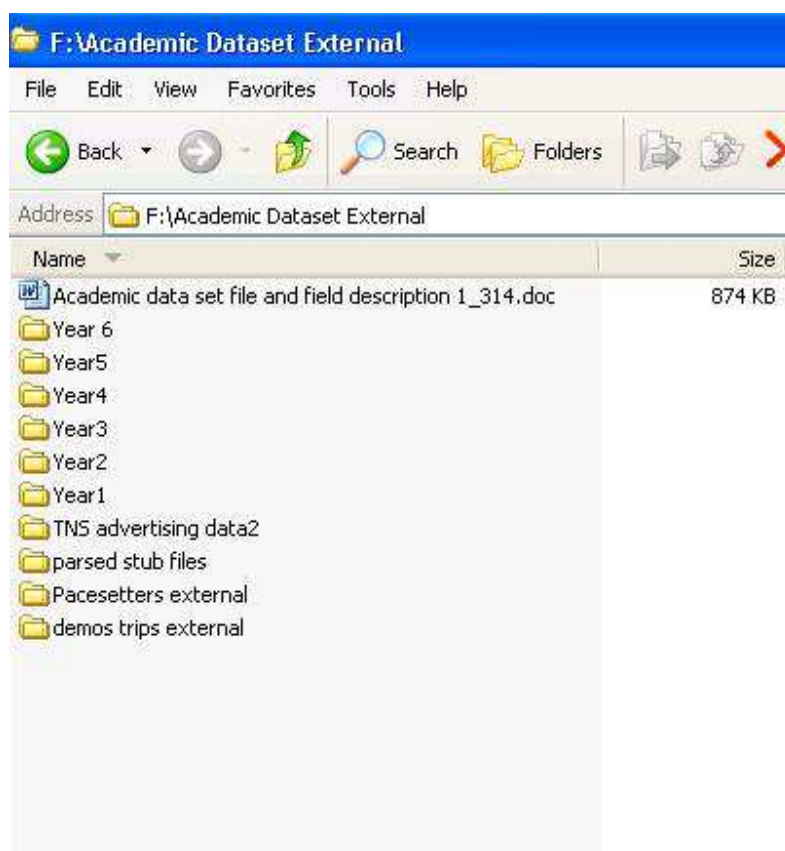 F:\Academic Dataset External
File Edit View Favorites Tools Help
Back Search Folders
Address F:\Academic Dataset External
Name Size
Academic data set file and field description 1_314.doc 874 KB
Year 6
Year5
Year4
Year3
Year2
Year1
TNS advertising data2
parsed stub files
Pacesetters external
demos trips external